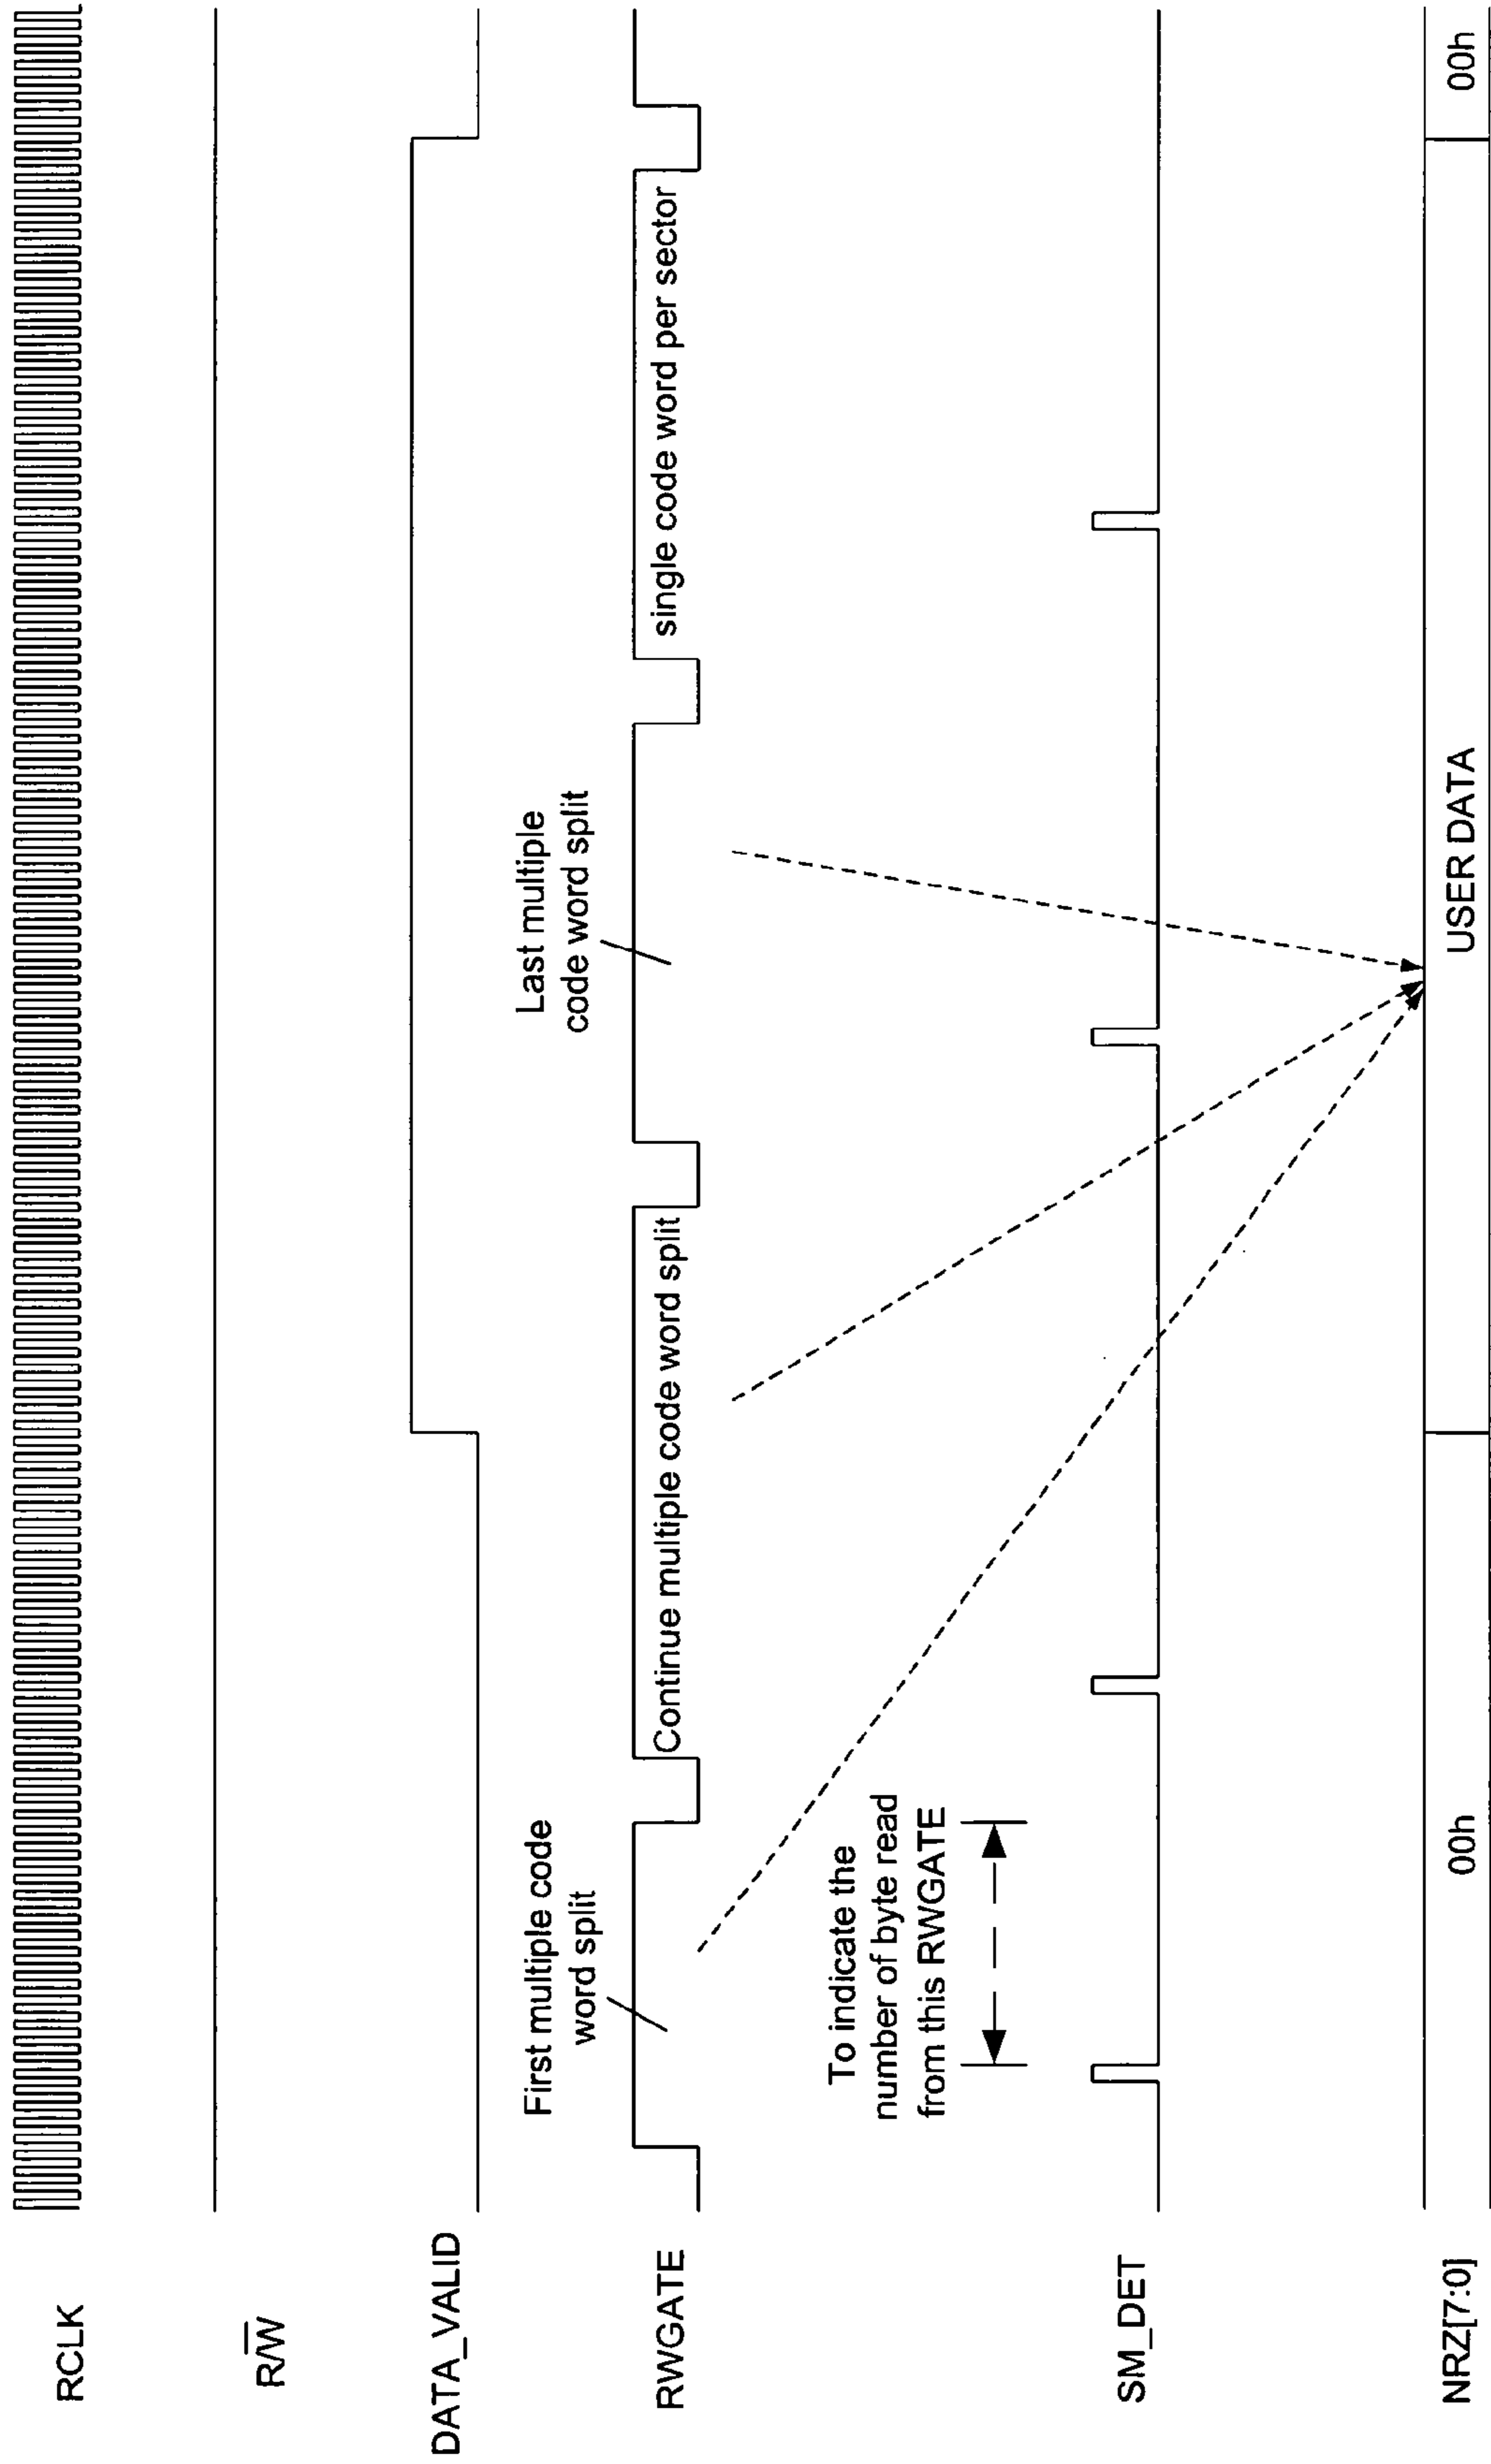 RCLK
R/W
DATA_VALID
First multiple code
word split
Last multiple
code word split
RWGATE
Continue multiple code word split
single code word per sector
To indicate the
number of byte read
from this RWGATE
SM_DET
NRZ[7:0]
00h
USER DATA
00h